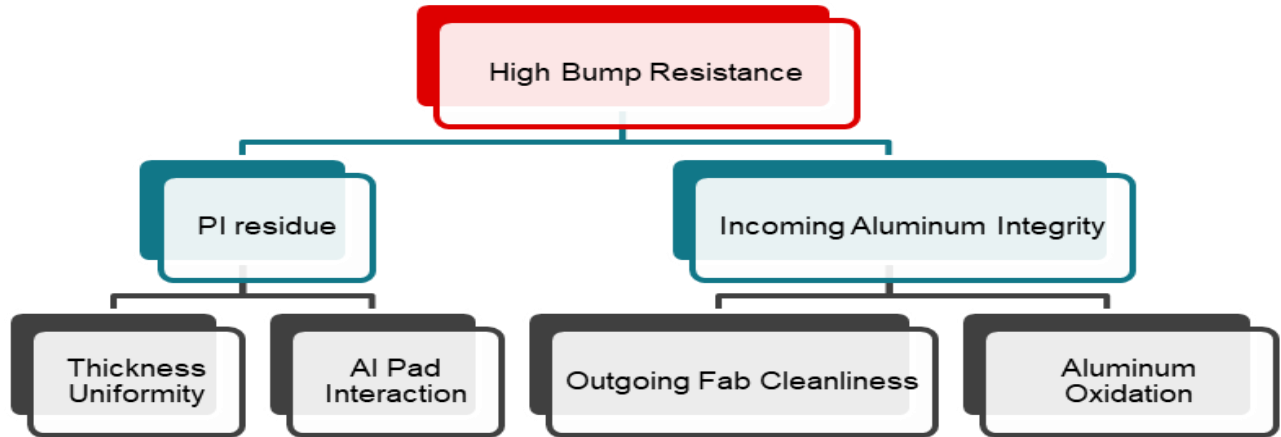 High Bump Resistance
PI residue
Incoming Aluminum Integrity
Thickness
Uniformity
Al Pad
Interaction
Outgoing Fab Cleanliness
Aluminum
Oxidation